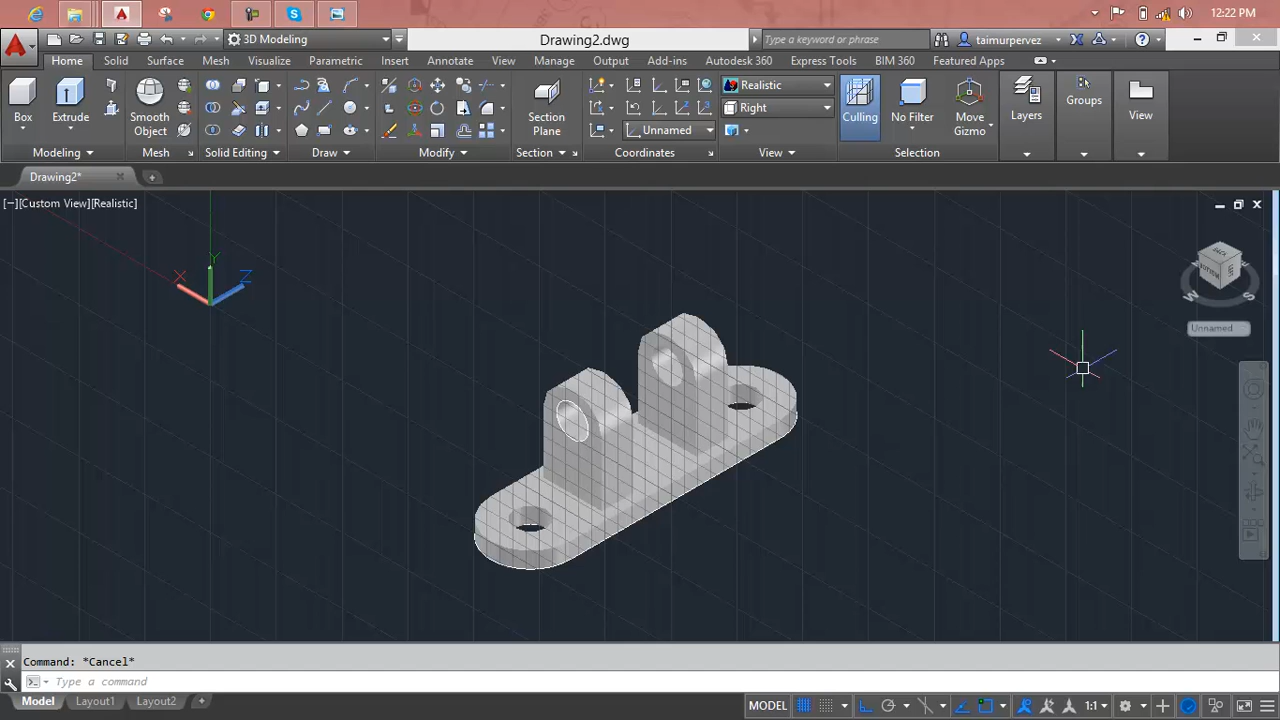 12:22 PM
3D Modeling
Drawing2.dwg
Type a keyword or phrase
taimurpervez
Home Solid Surface Mesh Visualize Parametric Insert Annotate View Manage Output Add-ins Autodesk 360 Express Tools BIM 360 Featured Apps
Box
Extrude
Smooth
Object
Section
Plane
Realistic
Right
Unnamed
Culling
No Filter
Move
Gizmo
Layers
Groups
View
Modeling Mesh Solid Editing Draw Modify Section Coordinates View Selection
Drawing2*
[−][Custom View][Realistic]
X Y Z
BACK
BOTTOM
W S E
Unnamed
Command: *Cancel*
Type a command
Model Layout1 Layout2
MODEL
1:1